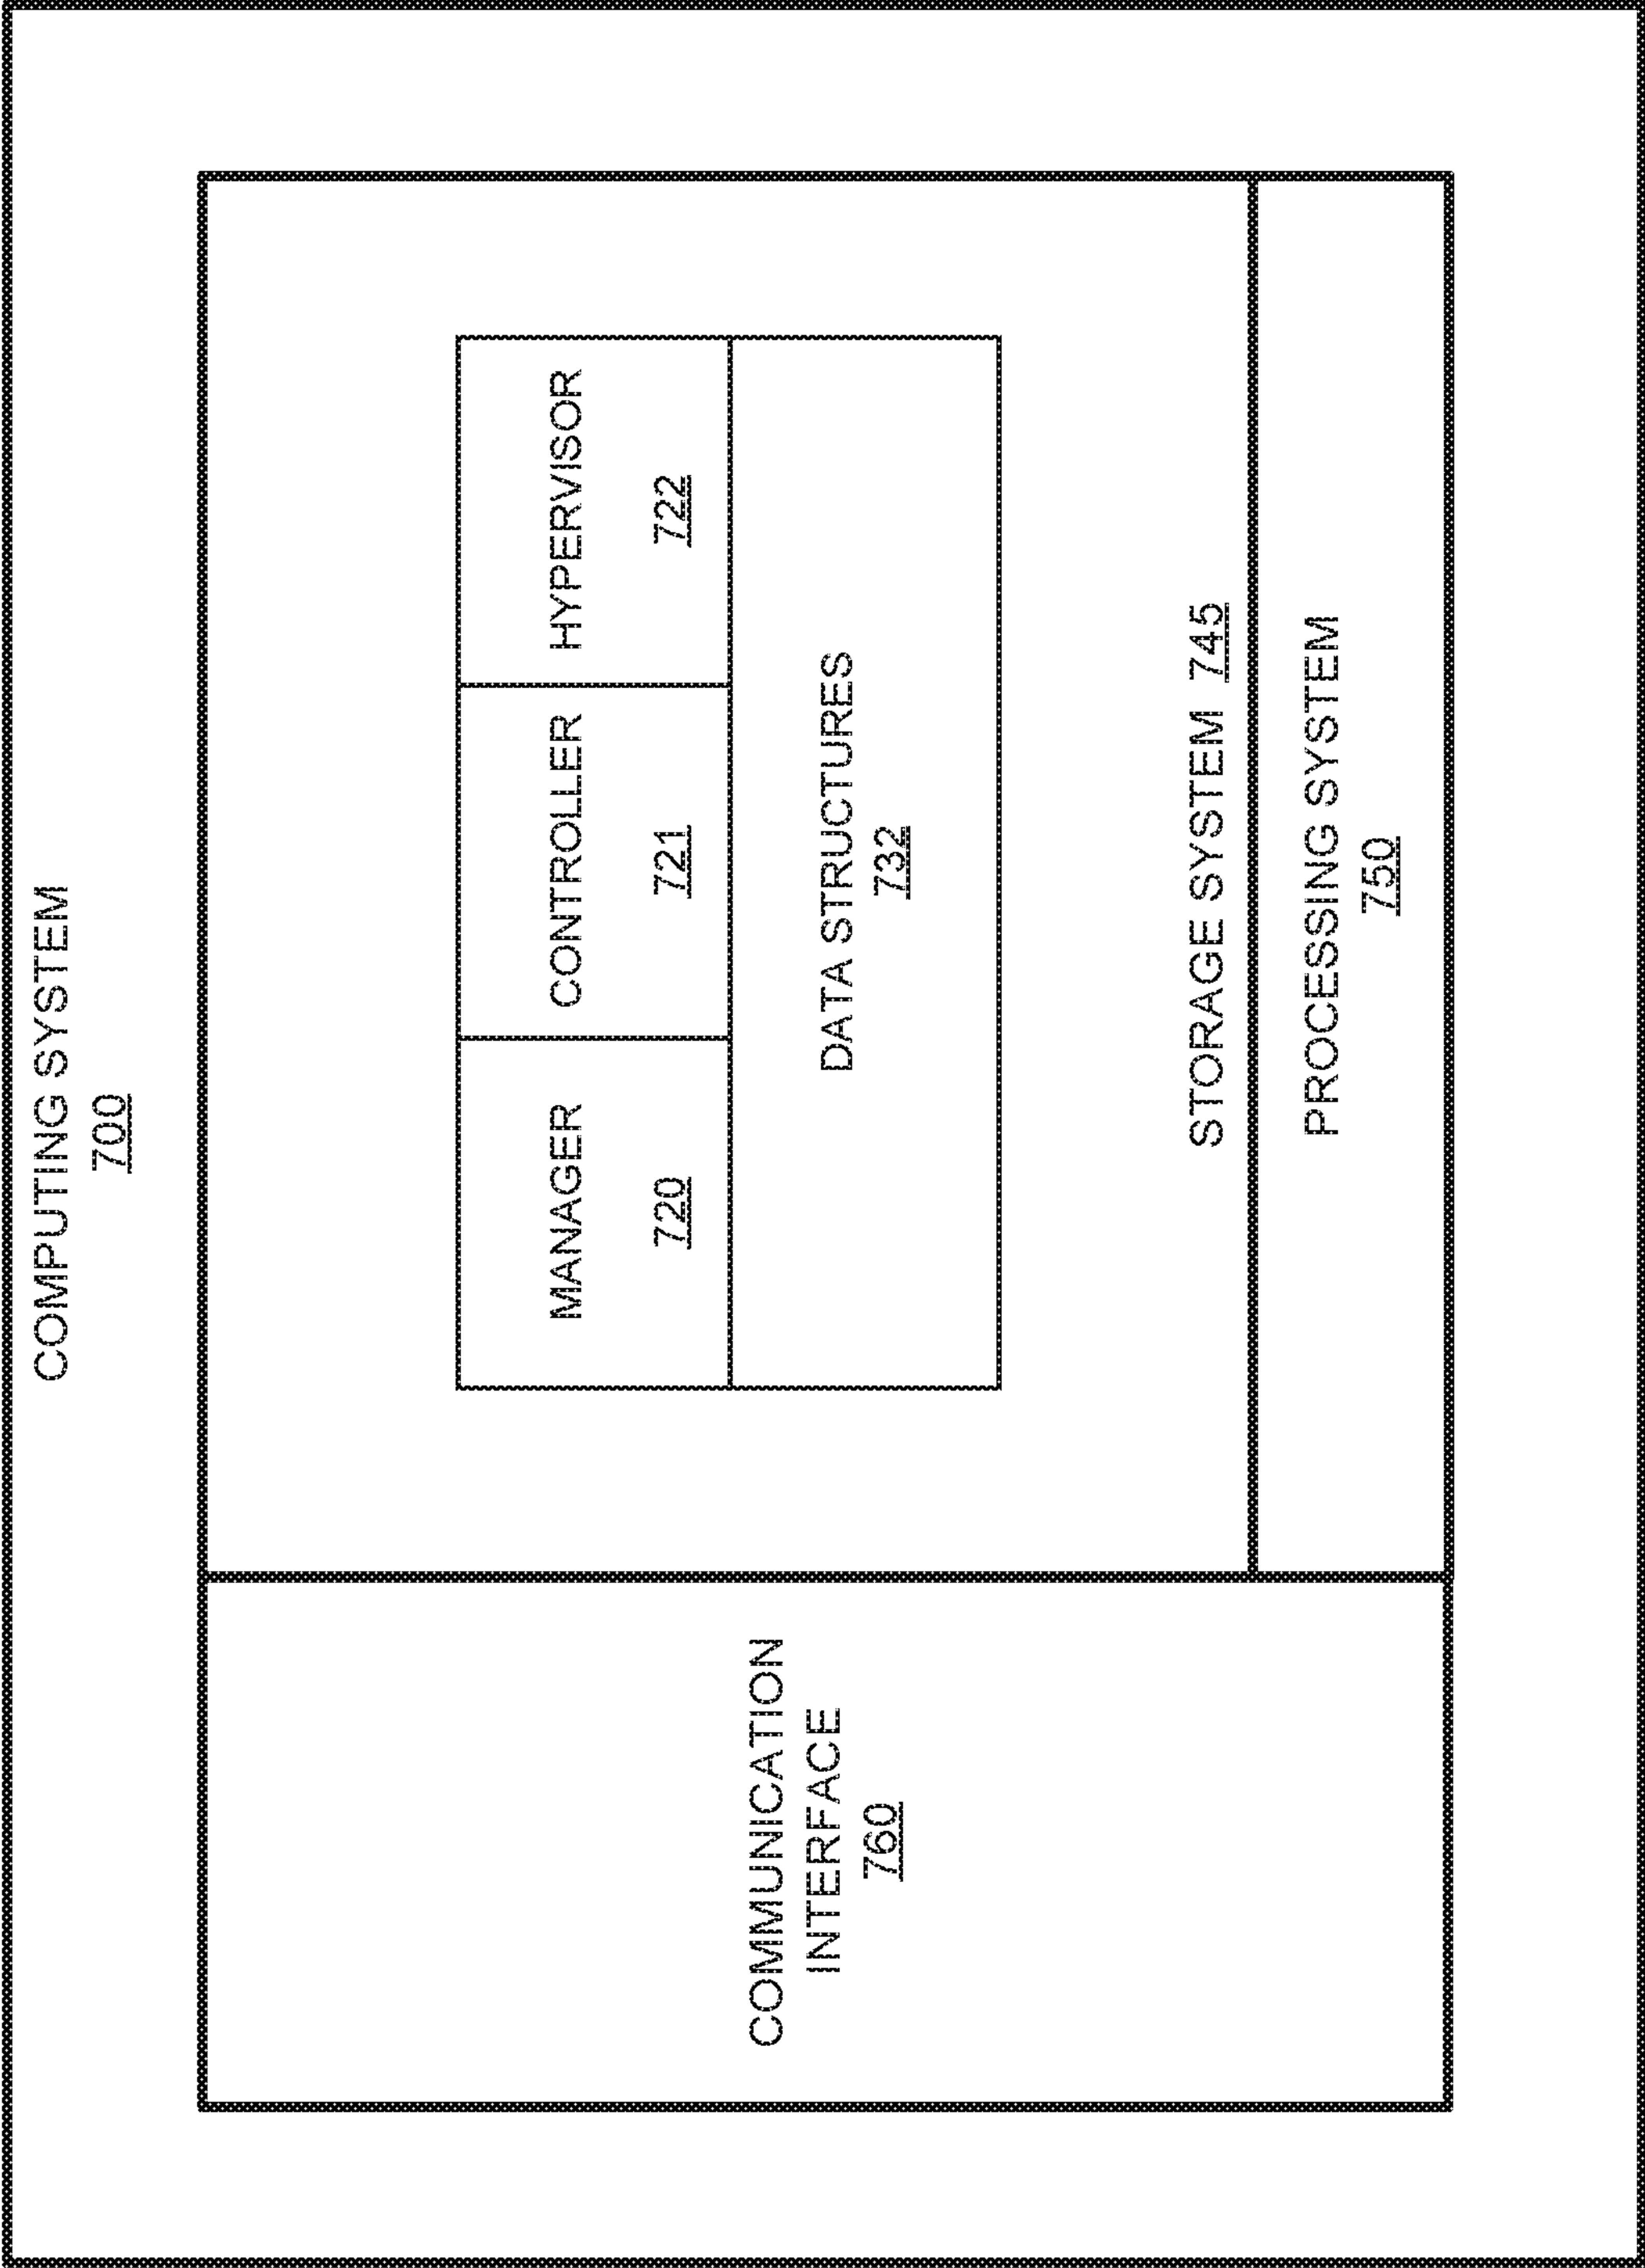 COMPUTING SYSTEM
700
COMMUNICATION
INTERFACE
760
MANAGER
720
CONTROLLER
721
HYPERVISOR
722
DATA STRUCTURES
732
STORAGE SYSTEM 745
PROCESSING SYSTEM
750